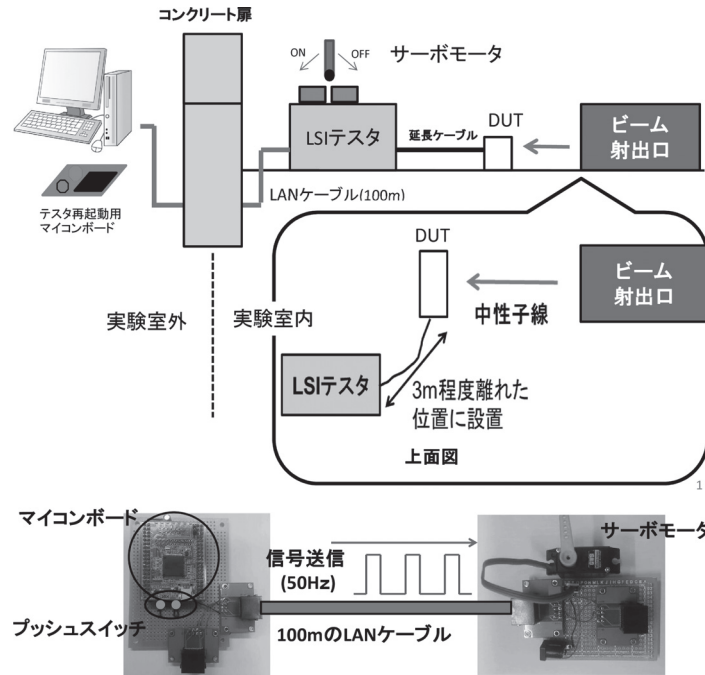 コンクリート扉
ON
OFF
サーボモータ
LSIテスタ
延長ケーブル
DUT
ビーム
射出口
テスタ再起動用
マイコンボード
LANケーブル(100m)
実験室外
実験室内
DUT
ビーム
射出口
中性子線
LSIテスタ
3m程度離れた
位置に設置
上面図
1
マイコンボード
サーボモータ
信号送信
(50Hz)
プッシュスイッチ
100mのLANケーブル